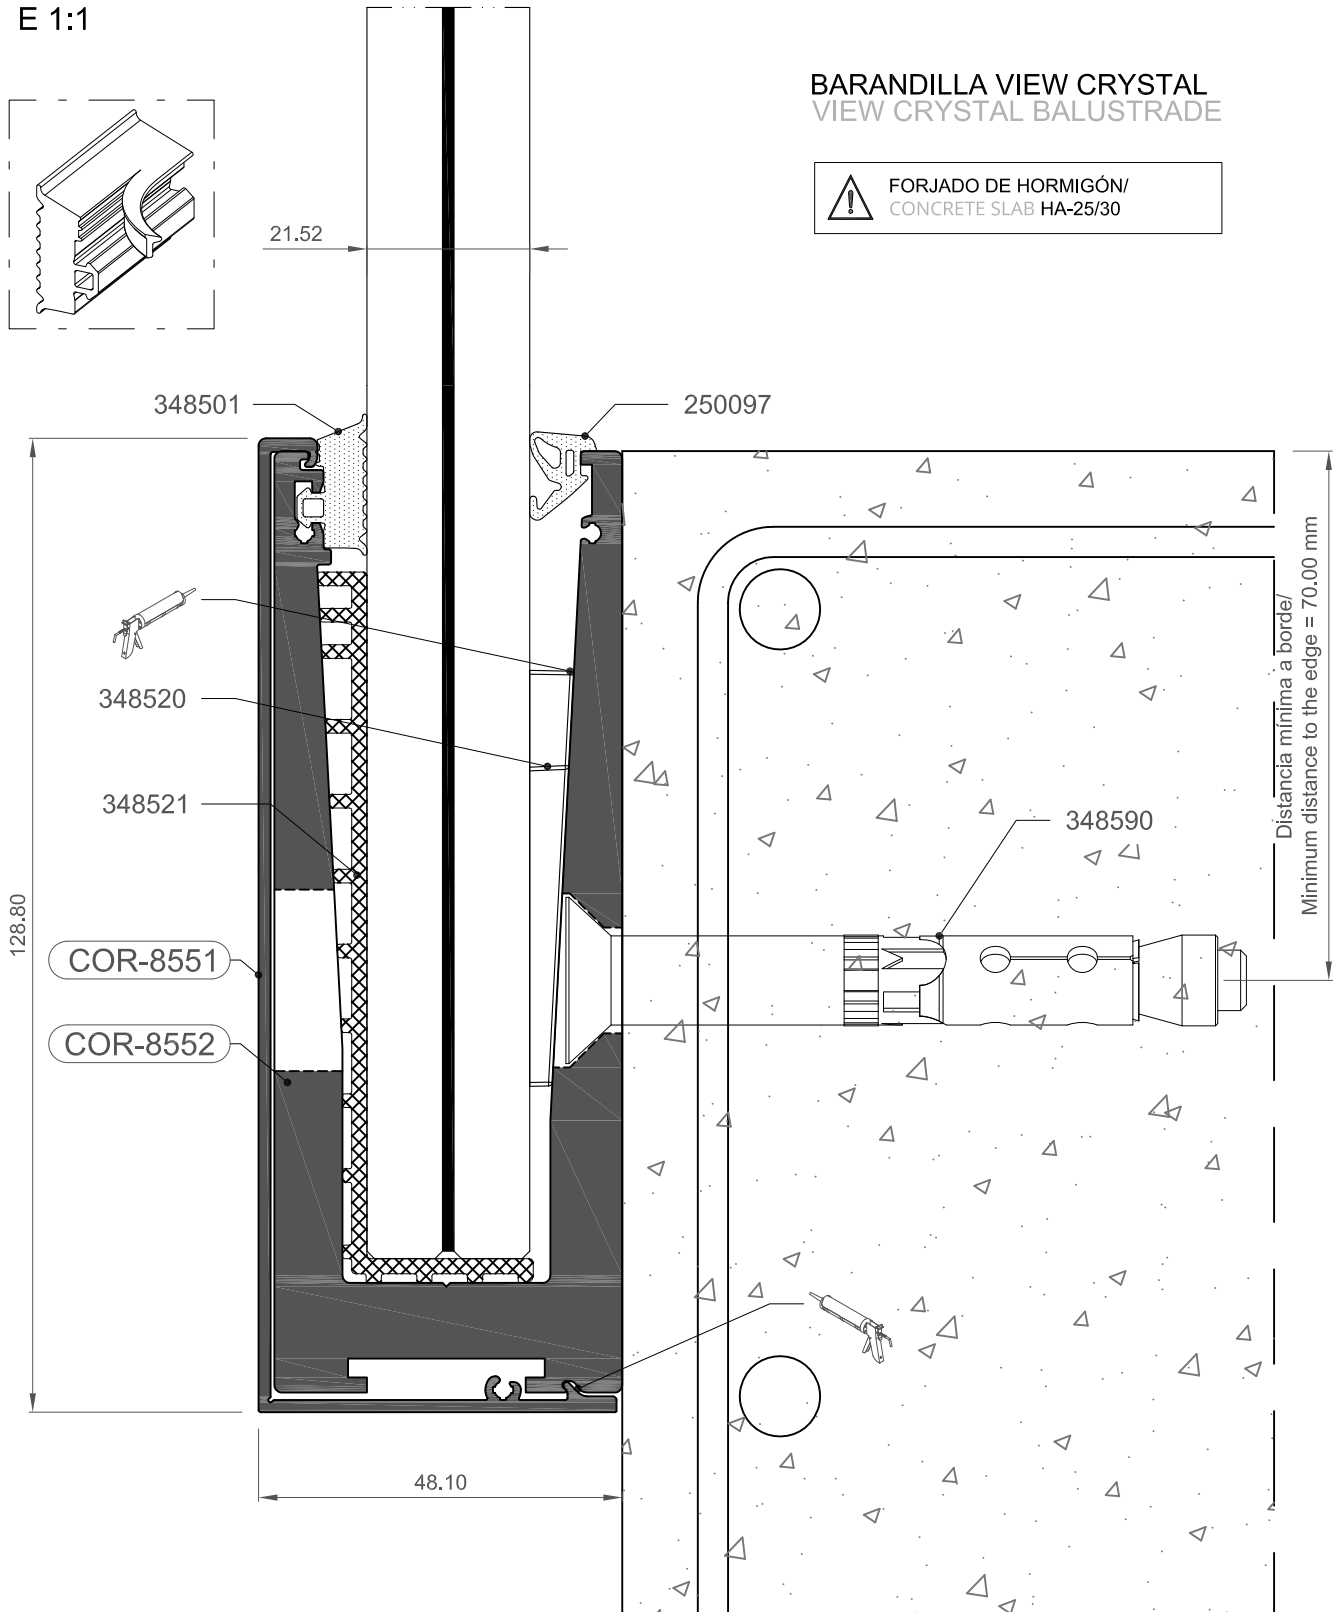 E 1:1
BARANDILLA VIEW CRYSTAL
VIEW CRYSTAL BALUSTRADE
FORJADO DE HORMIGÓN/
CONCRETE SLAB HA-25/30
21.52
348501
250097
348520
348521
348590
128.80
COR-8551
COR-8552
Distancia mínima a borde/
Minimum distance to the edge = 70.00 mm
48.10